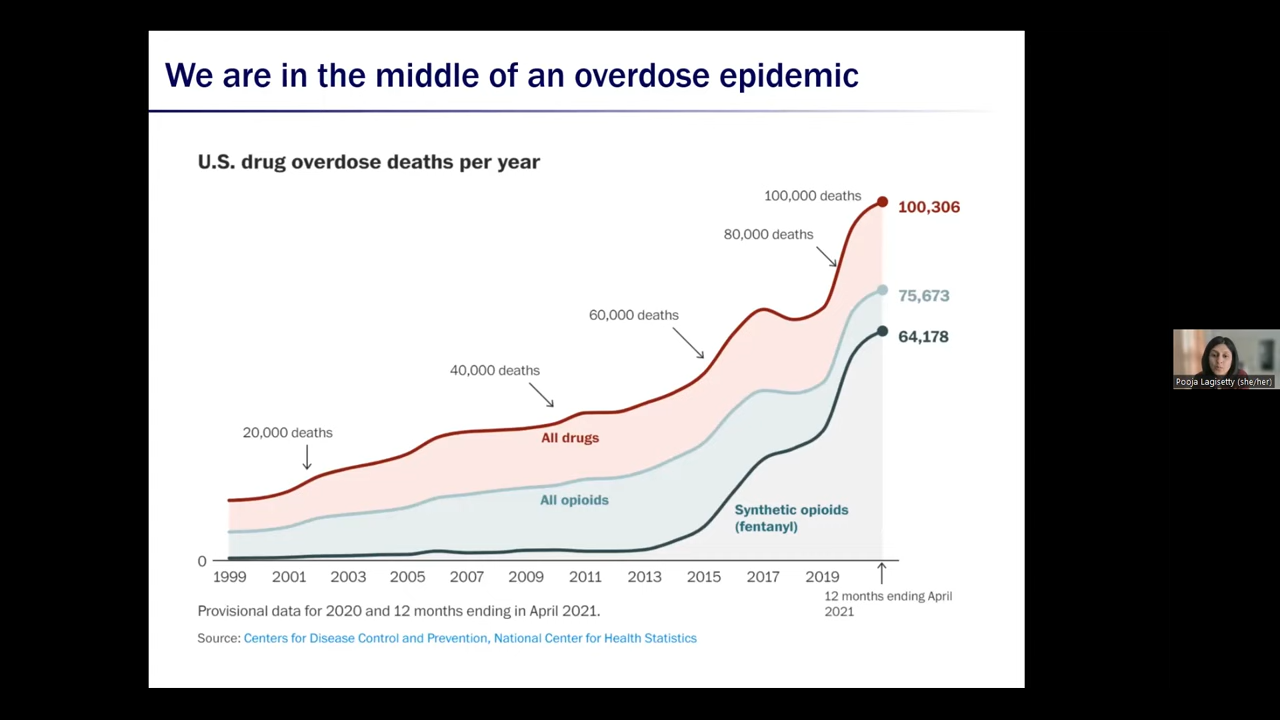 We are in the middle of an overdose epidemic
U.S. drug overdose deaths per year
100,000 deaths
100,306
80,000 deaths
75,673
60,000 deaths
64,178
40,000 deaths
20,000 deaths
All drugs
All opioids
Synthetic opioids
(fentanyl)
0
1999 2001 2003 2005 2007 2009 2011 2013 2015 2017 2019
12 months ending April
2021
Provisional data for 2020 and 12 months ending in April 2021.
Source: Centers for Disease Control and Prevention, National Center for Health Statistics
Pooja Lagisetty (she/her)